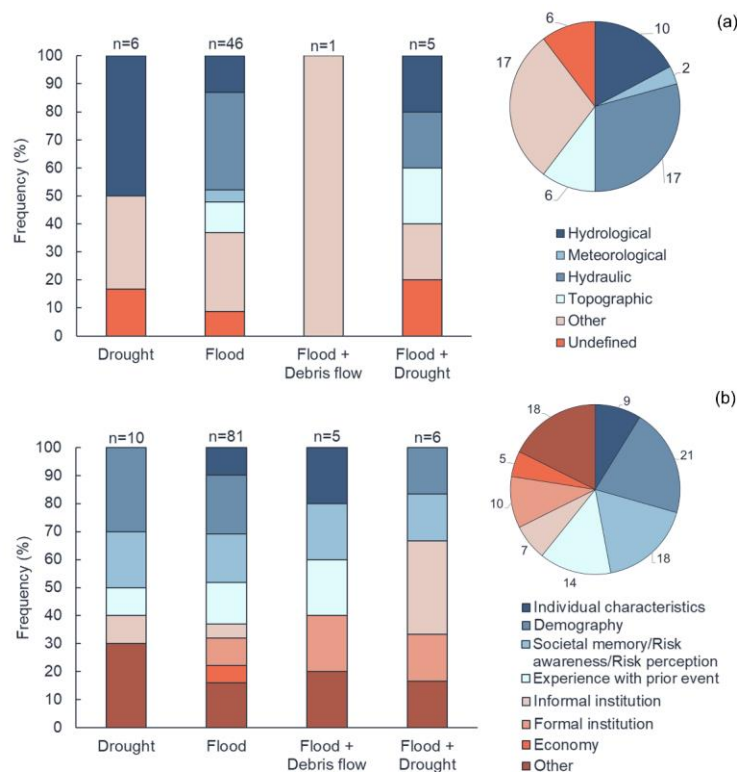 (a)
n=6
n=46
n=1
n=5
100
90
80
70
60
50
40
30
20
10
0
Frequency (%)
Drought
Flood
Flood +
Debris flow
Flood +
Drought
6
10
2
17
6
17
Hydrological
Meteorological
Hydraulic
Topographic
Other
Undefined
(b)
n=10
n=81
n=5
n=6
100
90
80
70
60
50
40
30
20
10
0
Frequency (%)
Drought
Flood
Flood +
Debris flow
Flood +
Drought
18
9
21
18
14
7
10
5
Individual characteristics
Demography
Societal memory/Risk
awareness/Risk perception
Experience with prior event
Informal institution
Formal institution
Economy
Other